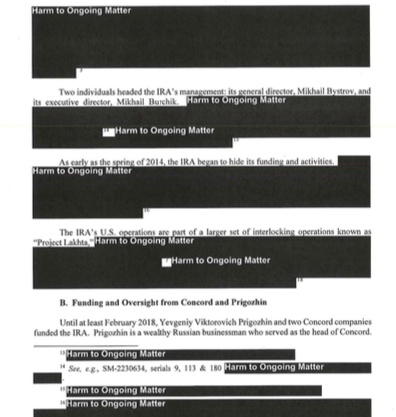 Harm to Ongoing Matter
Two individuals headed the IRA's management: its general director, Mikhail Bystrov, and
its executive director, Mikhail Burchik. Harm to Ongoing Matter
Harm to Ongoing Matter
As early as the spring of 2014, the IRA began to hide its funding and activities.
Harm to Ongoing Matter
The IRA's U.S. operations are part of a larger set of interlocking operations known as
"Project Lakhta," Harm to Ongoing Matter
Harm to Ongoing Matter
B. Funding and Oversight from Concord and Prigozhin
Until at least February 2018, Yevgeniy Viktorovich Prigozhin and two Concord companies
funded the IRA. Prigozhin is a wealthy Russian businessman who served as the head of Concord.
13 Harm to Ongoing Matter
14 See, e.g., SM-2230634, serials 9, 113 & 180 Harm to Ongoing Matter
15 Harm to Ongoing Matter
16 Harm to Ongoing Matter